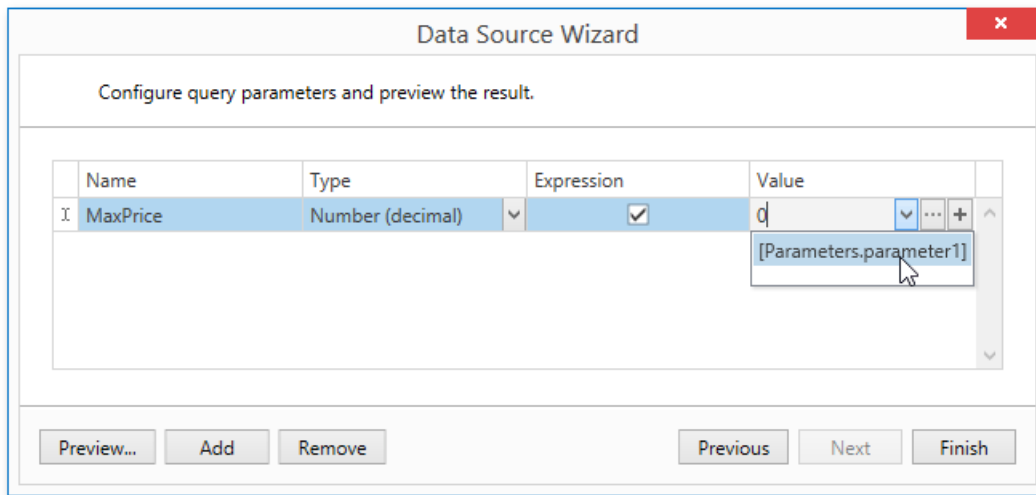 Data Source Wizard
Configure query parameters and preview the result.
Name Type Expression Value
MaxPrice Number (decimal) 0
[Parameters.parameter1]
Preview... Add Remove Previous Next Finish